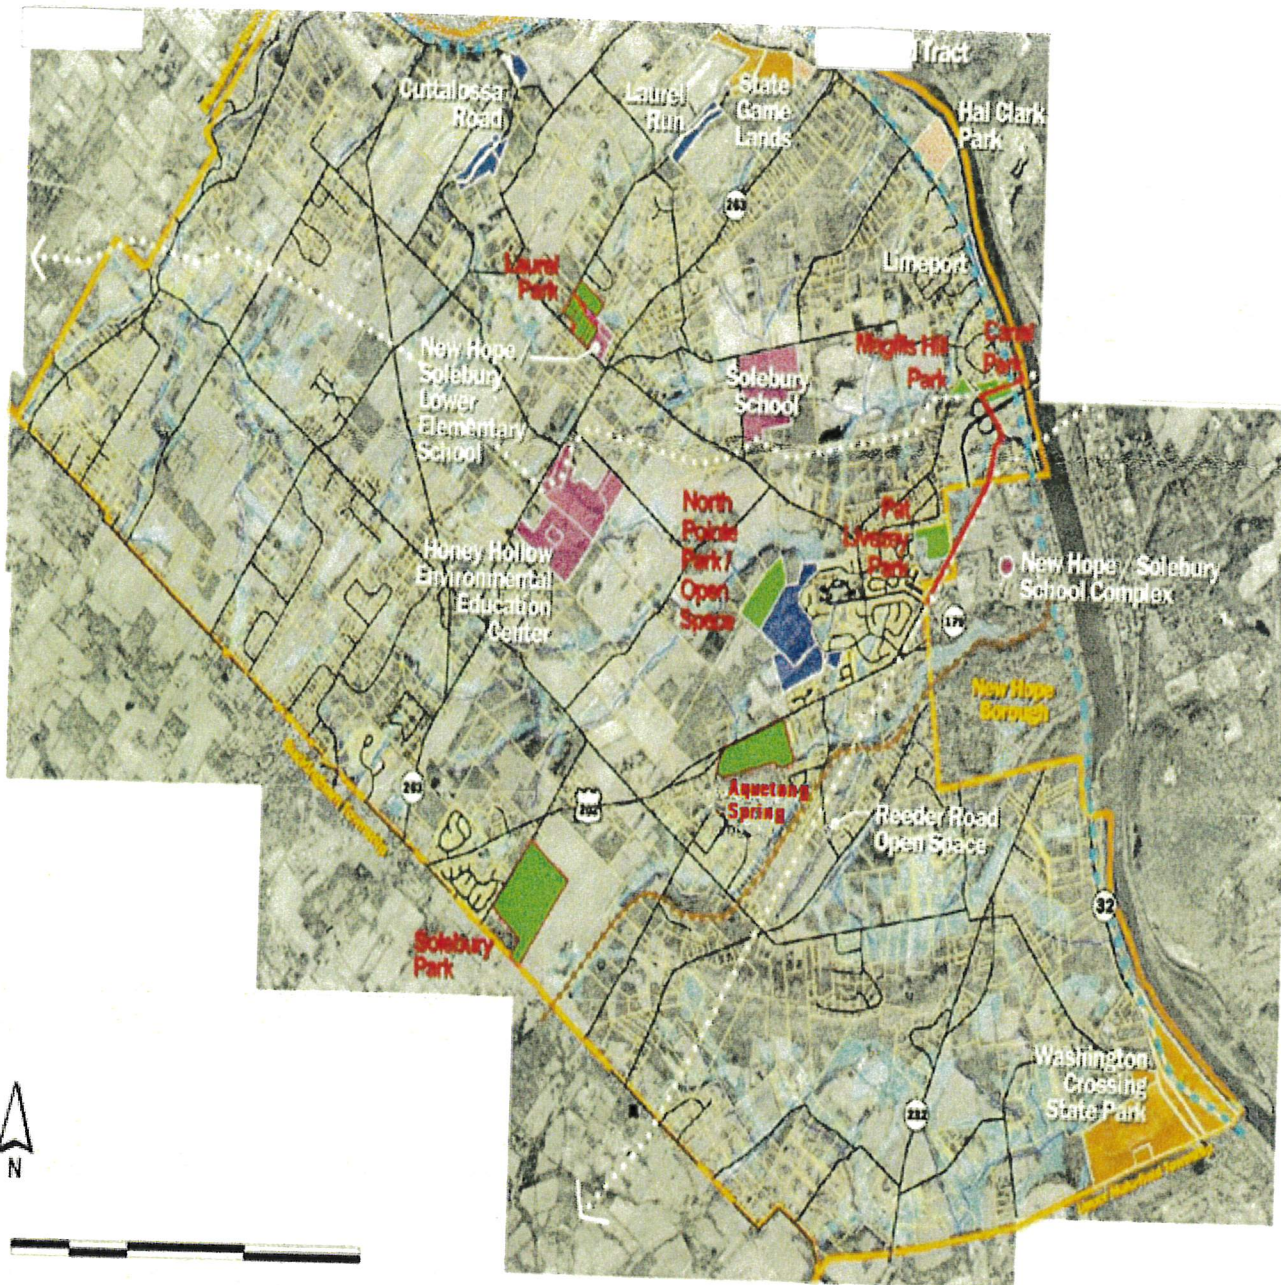 Tract
Cuttalossa
Road
Laurel
Run
State
Game
Lands
Hal Clark
Park
263
Limeport
Laurel
Park
New Hope /
Solebury
Lower
Elementary
School
Solebury
School
Magills Hill
Park
Canal
Park
North
Pointe
Park /
Open
Space
Pat
Livezey
Park
Honey Hollow
Environmental
Education
Center
New Hope / Solebury
School Complex
179
New Hope
Borough
263
202
Aquetong
Spring
Reeder Road
Open Space
32
Solebury
Park
Washington
Crossing
State Park
232
N